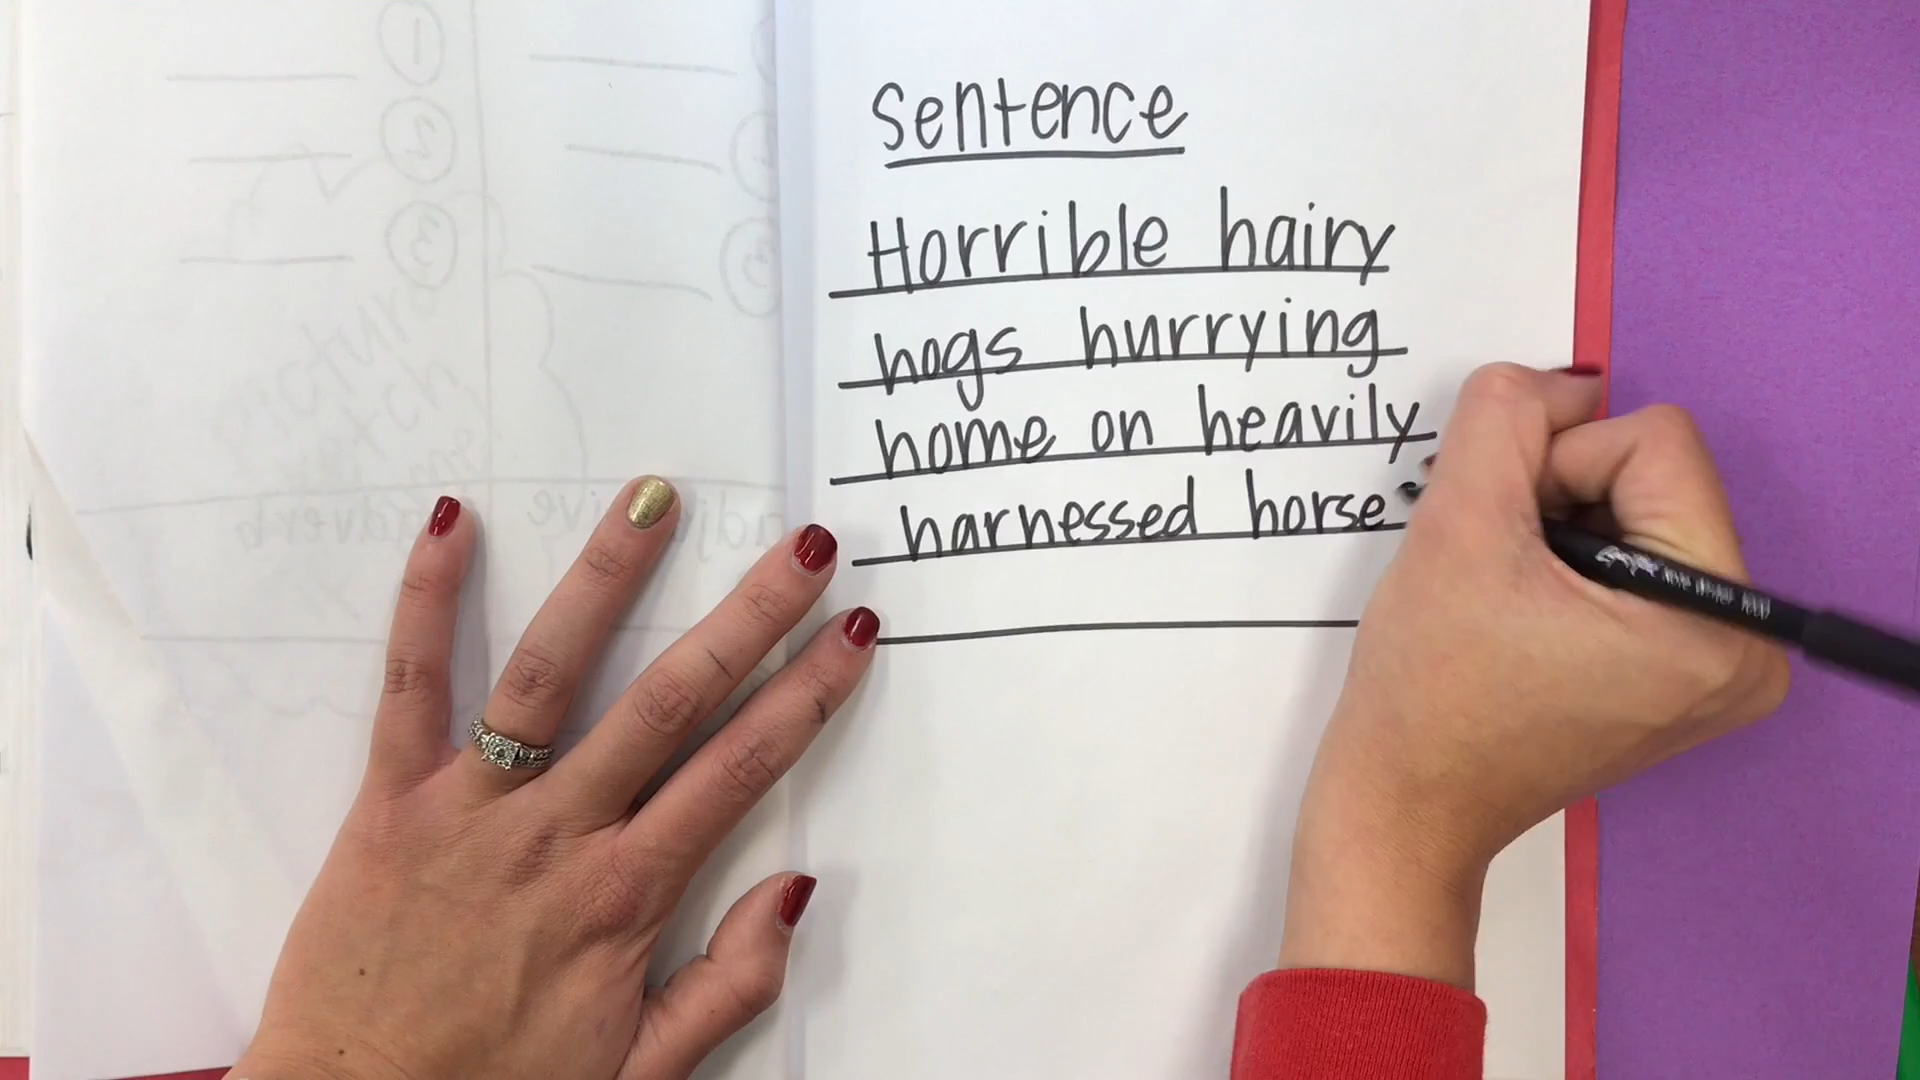 Sentence
Horrible hairy
hogs hurrying
home on heavily
harnessed horse